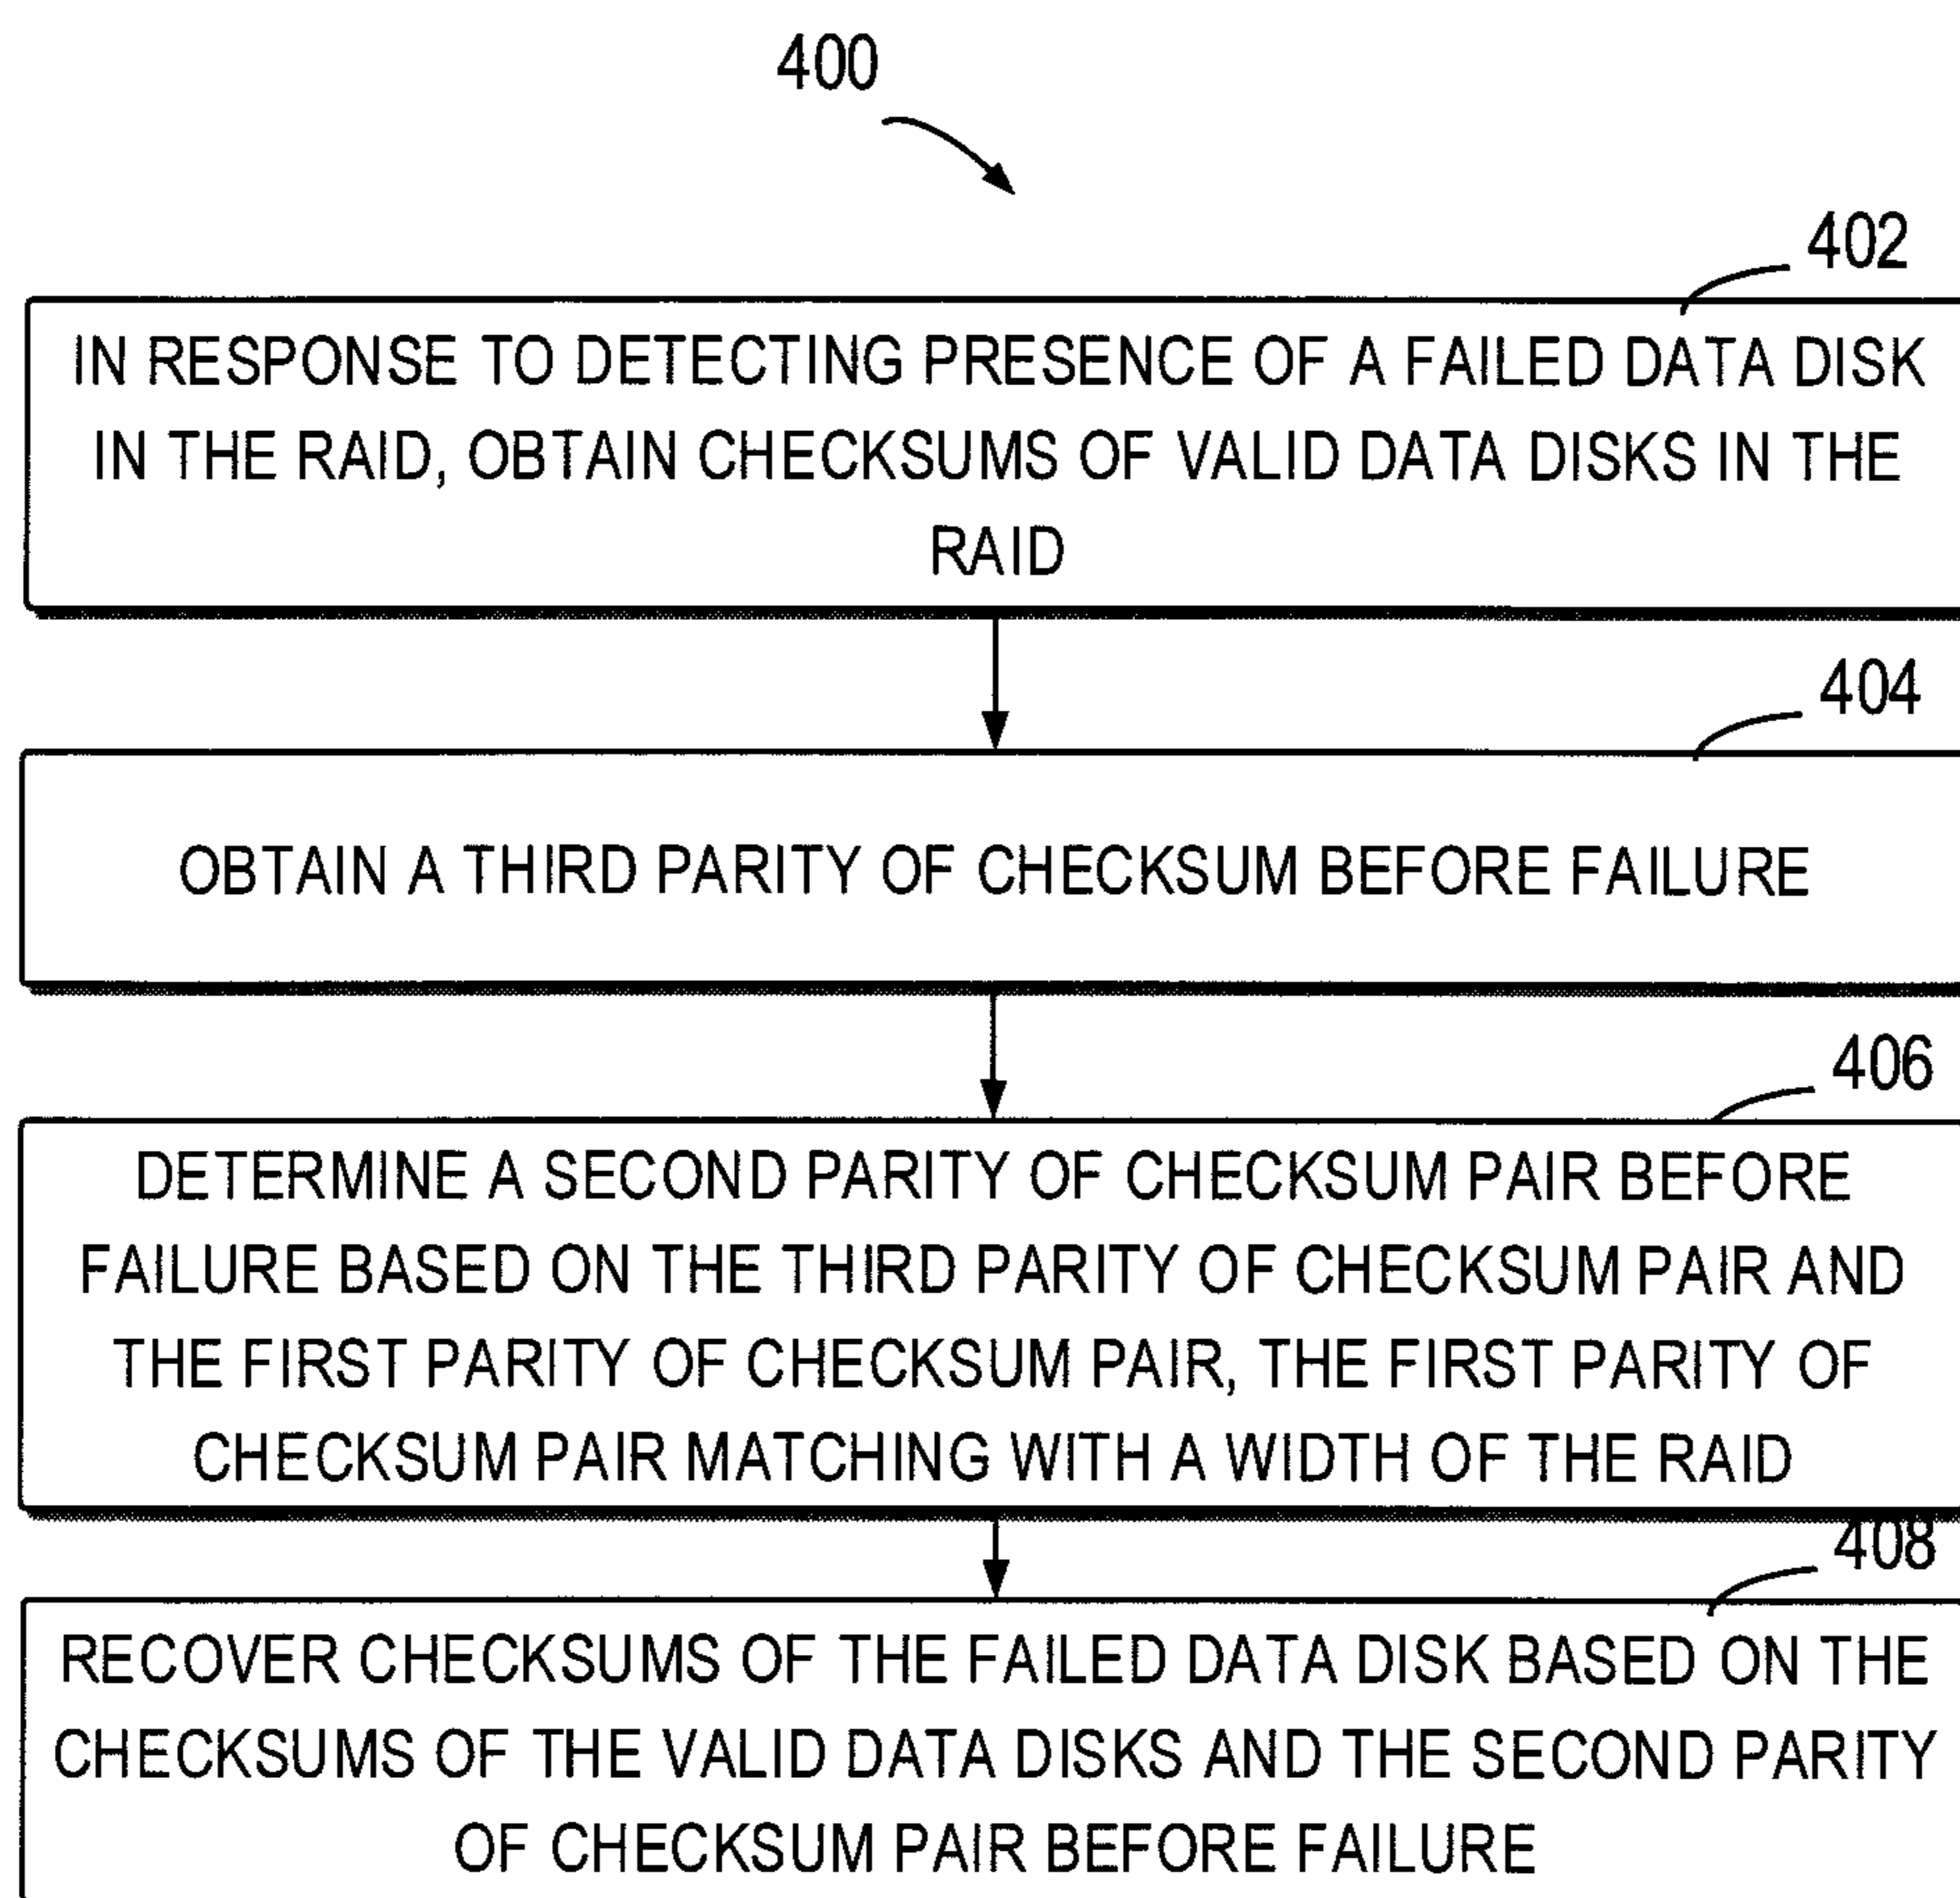 400
402
IN RESPONSE TO DETECTING PRESENCE OF A FAILED DATA DISK
IN THE RAID, OBTAIN CHECKSUMS OF VALID DATA DISKS IN THE
RAID
404
OBTAIN A THIRD PARITY OF CHECKSUM BEFORE FAILURE
406
DETERMINE A SECOND PARITY OF CHECKSUM PAIR BEFORE
FAILURE BASED ON THE THIRD PARITY OF CHECKSUM PAIR AND
THE FIRST PARITY OF CHECKSUM PAIR, THE FIRST PARITY OF
CHECKSUM PAIR MATCHING WITH A WIDTH OF THE RAID
408
RECOVER CHECKSUMS OF THE FAILED DATA DISK BASED ON THE
CHECKSUMS OF THE VALID DATA DISKS AND THE SECOND PARITY
OF CHECKSUM PAIR BEFORE FAILURE